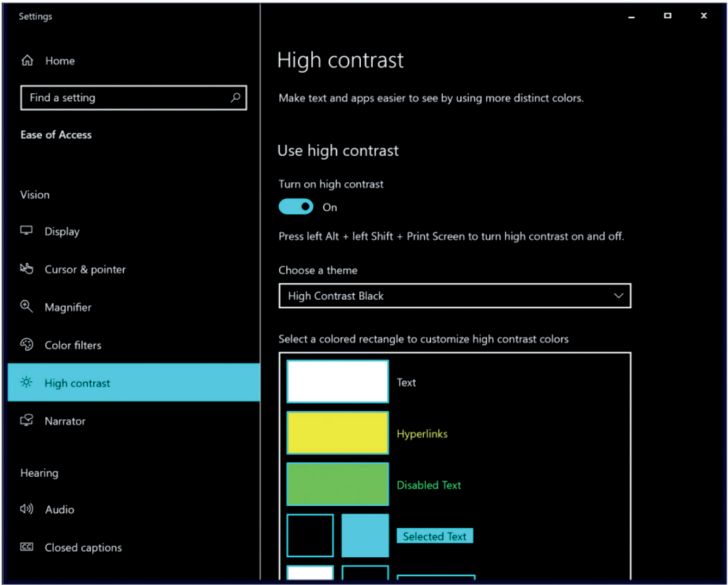 Settings
Home
Find a setting
Ease of Access
Vision
Display
Cursor & pointer
Magnifier
Color filters
High contrast
Narrator
Hearing
Audio
Closed captions
High contrast
Make text and apps easier to see by using more distinct colors.
Use high contrast
Turn on high contrast
On
Press left Alt + left Shift + Print Screen to turn high contrast on and off.
Choose a theme
High Contrast Black
Select a colored rectangle to customize high contrast colors
Text
Hyperlinks
Disabled Text
Selected Text